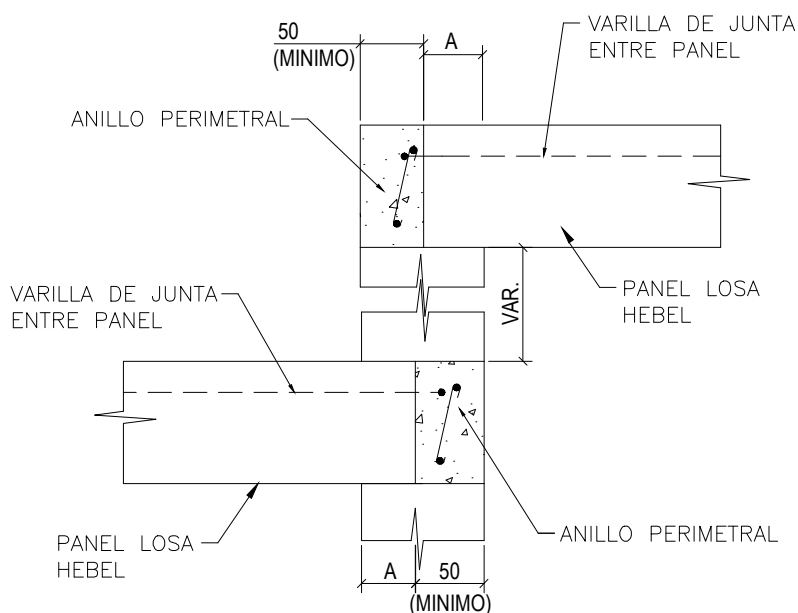 50
(MINIMO)
A
VARILLA DE JUNTA
ENTRE PANEL
ANILLO PERIMETRAL
VARILLA DE JUNTA
ENTRE PANEL
VAR.
PANEL LOSA
HEBEL
PANEL LOSA
HEBEL
ANILLO PERIMETRAL
A
50
(MINIMO)